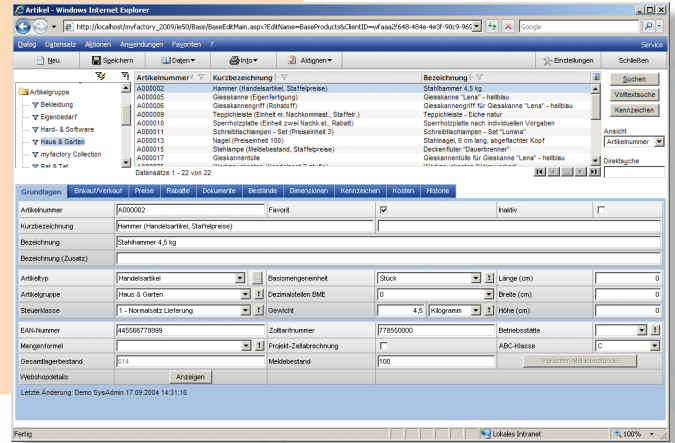 Artikel - Windows Internet Explorer
http://localhost/myfactory_2009/ie50/Base/BaseEditMain.aspx?EditName=BaseProducts&ClientID=wfaaa2f648-484e-4e3f-90c9-969
Google
Dialog Datensatz Aktionen Anwendungen Favoriten ? Service
Neu Speichern Daten Info Aktionen Einstellungen Schließen
Artikelnummer Kurzbezeichnung Bezeichnung
Artikelgruppe
Bekleidung
Eigenbedarf
Hard- & Software
Haus & Garten
myfactory Collection
Rat & Tat
A000002 Hammer (Handelsartikel, Staffelpreise) Stahlhammer 4,5 kg
A000005 Giesskanne (Eigenfertigung) Giesskanne "Lena" - hellblau
A000006 Giesskannengriff (Rohstoff) Giesskannengriff für Giesskanne "Lena" - hellblau
A000009 Teppichleiste (Einheit m. Nachkommast., Staffelr.) Teppichleiste - Eiche natur
A000010 Sperrholzplatte (Einheit zwei Nachk.st., Rabatt) Sperrholzplatte nach individuellen Vorgaben
A000011 Schreibtischlampen - Set (Preiseinheit 3) Schreibtischlampen - Set "Lumina"
A000013 Nagel (Preiseinheit 100) Stahlnagel, 6 cm lang, abgeflachter Kopf
A000015 Stehlampe (Meldebestand, Staffelpreise) Deckenfluter "Dauerbrenner"
A000017 Gieskannentülle Gieskannentülle für Giesskanne "Lena" - hellblau
Datensätze 1 - 22 von 22
Suchen
Volltextsuche
Kennzeichen
Ansicht
Artikelnummer
Direktsuche
Grundlagen Einkauf/Verkauf Preise Rabatte Dokumente Bestände Dimensionen Kennzeichen Kosten Historie
Artikelnummer A000002 Favorit Inaktiv
Kurzbezeichnung Hammer (Handelsartikel, Staffelpreise)
Bezeichnung Stahlhammer 4,5 kg
Bezeichnung (Zusatz)
Artikeltyp Handelsartikel ... Basismengeneinheit Stück ! Länge (cm) 0
Artikelgruppe Haus & Garten ! Dezimalstellen BME 0 Breite (cm) 0
Steuerklasse 1 - Normalsatz Lieferung ! Gewicht 4,5 Kilogramm ! Höhe (cm) 0
EAN-Nummer 445566778899 Zolltarifnummer 778550000 Betriebsstätte !
Mengenformel ! Projekt-Zeitabrechnung ABC-Klasse C
Gesamtlagerbestand 614 Meldebestand 100 Varianten-Meldebestände
Webshopdetails Anzeigen
Letzte Änderung: Demo SysAdmin 17.09.2004 14:31:16
Fertig Lokales Intranet 100%